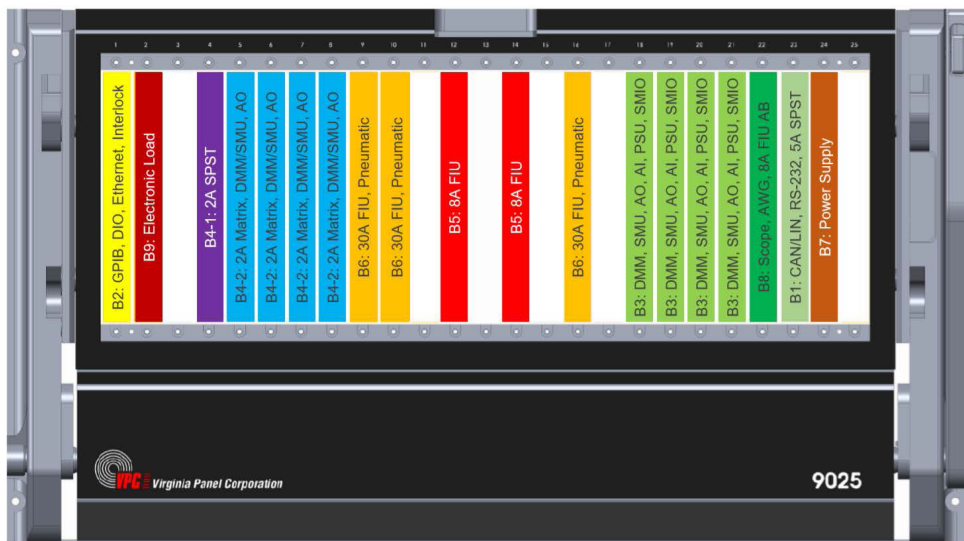 1 2 3 4 5 6 7 8 9 10 11 12 13 14 15 16 17 18 19 20 21 22 23 24 25
B2: GPIB, DIO, Ethernet, Interlock
B9: Electronic Load
B4-1: 2A SPST
B4-2: 2A Matrix, DMM/SMU, AO
B4-2: 2A Matrix, DMM/SMU, AO
B4-2: 2A Matrix, DMM/SMU, AO
B4-2: 2A Matrix, DMM/SMU, AO
B6: 30A FIU, Pneumatic
B6: 30A FIU, Pneumatic
B5: 8A FIU
B5: 8A FIU
B6: 30A FIU, Pneumatic
B3: DMM, SMU, AO, AI, PSU, SMIO
B3: DMM, SMU, AO, AI, PSU, SMIO
B3: DMM, SMU, AO, AI, PSU, SMIO
B3: DMM, SMU, AO, AI, PSU, SMIO
B8: Scope, AWG, 8A FIU AB
B1: CAN/LIN, RS-232, 5A SPST
B7: Power Supply
VPC
Virginia Panel Corporation
9025